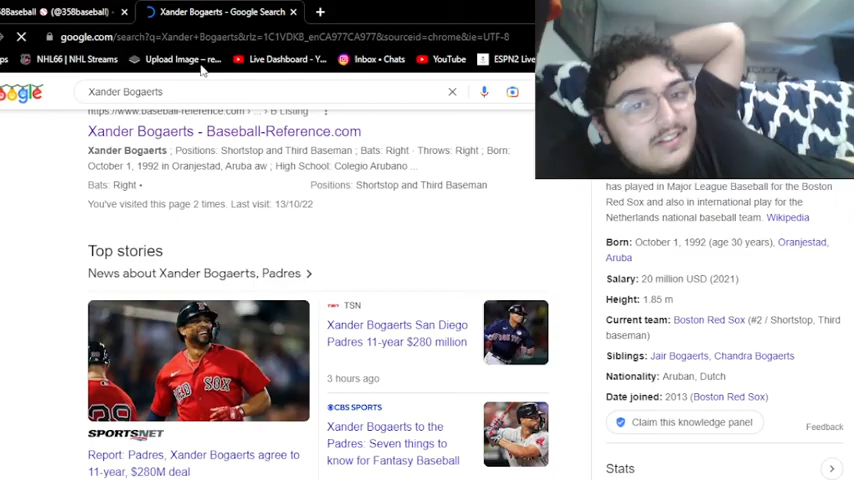 358Baseball (@358baseball)
Xander Bogaerts - Google Search
google.com/search?q=Xander+Bogaerts&rlz=1C1VDKB_enCA977CA977&sourceid=chrome&ie=UTF-8
ps
NHL66 | NHL Streams
Upload Image – re...
Live Dashboard - Y...
Inbox • Chats
YouTube
ESPN2 Li
ogle
Xander Bogaerts
https://www.baseball-reference.com › ... › B Listing
Xander Bogaerts - Baseball-Reference.com
Xander Bogaerts ; Positions: Shortstop and Third Baseman ; Bats: Right · Throws: Right ; Born:
October 1, 1992 in Oranjestad, Aruba aw ; High School: Colegio Arubano ...
Bats: Right •
Positions: Shortstop and Third Baseman
You've visited this page 2 times. Last visit: 13/10/22
Top stories
News about Xander Bogaerts, Padres
SPORTSNET
Report: Padres, Xander Bogaerts agree to
11-year, $280M deal
TSN
Xander Bogaerts San Diego
Padres 11-year $280 million
3 hours ago
CBS SPORTS
Xander Bogaerts to the
Padres: Seven things to
know for Fantasy Baseball
has played in Major League Baseball for the Boston
Red Sox and also in international play for the
Netherlands national baseball team. Wikipedia
Born: October 1, 1992 (age 30 years), Oranjestad,
Aruba
Salary: 20 million USD (2021)
Height: 1.85 m
Current team: Boston Red Sox (#2 / Shortstop, Third
baseman)
Siblings: Jair Bogaerts, Chandra Bogaerts
Nationality: Aruban, Dutch
Date joined: 2013 (Boston Red Sox)
Claim this knowledge panel
Feedback
Stats